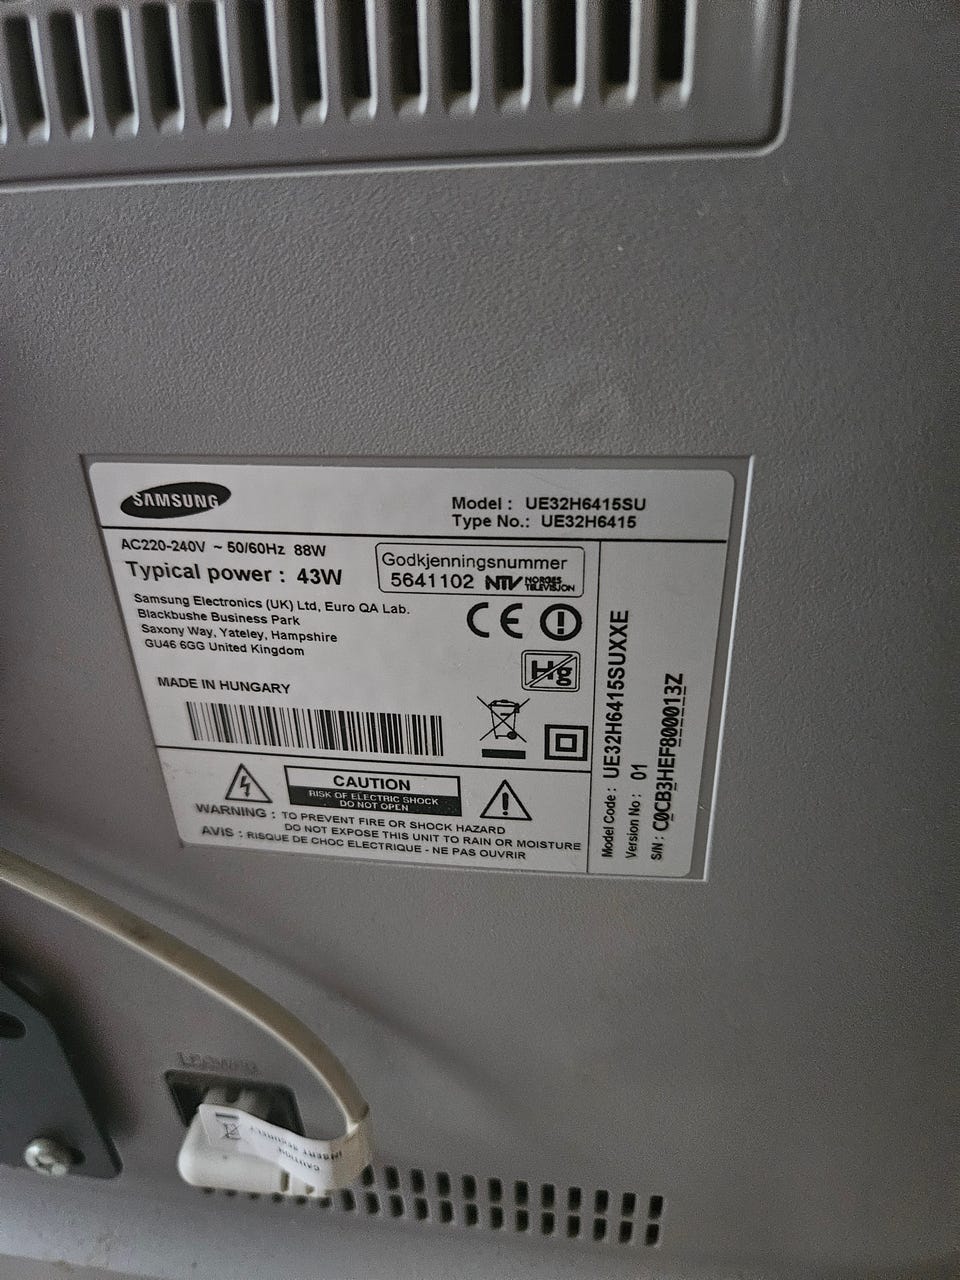 SAMSUNG
Model : UE32H6415SU
Type No.: UE32H6415
AC220-240V ~ 50/60Hz 88W
Typical power : 43W
Godkjenningsnummer
5641102 NTV NORGES TELEVISJON
Samsung Electronics (UK) Ltd, Euro QA Lab.
Blackbushe Business Park
Saxony Way, Yateley, Hampshire
GU46 6GG United Kingdom
CE
Hg
MADE IN HUNGARY
CAUTION
RISK OF ELECTRIC SHOCK
DO NOT OPEN
WARNING : TO PREVENT FIRE OR SHOCK HAZARD
DO NOT EXPOSE THIS UNIT TO RAIN OR MOISTURE
AVIS : RISQUE DE CHOC ELECTRIQUE - NE PAS OUVRIR
Model Code : UE32H6415SUXXE
Version No : 01
S/N : C0CB3HEF800013Z
CAUTION
INSERT SECURELY